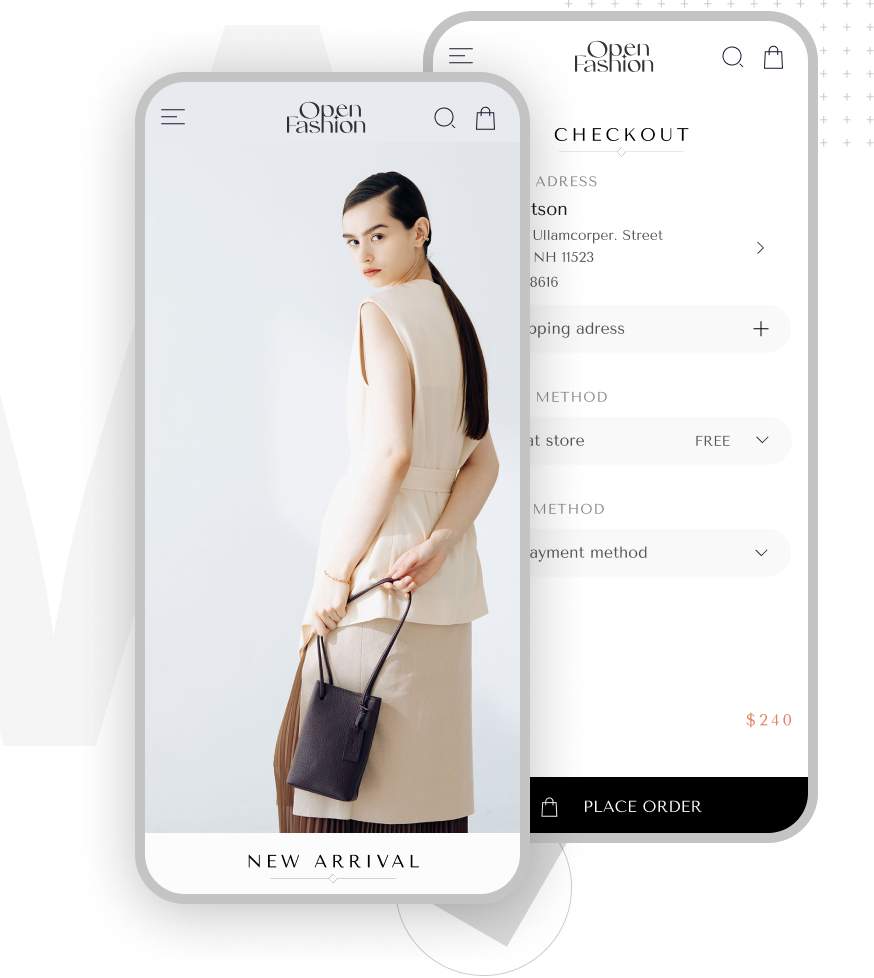 Open
Fashion
NEW ARRIVAL
Open
Fashion
CHECKOUT
ADRESS
tson
Ullamcorper. Street
NH 11523
8616
pping adress
METHOD
at store FREE
METHOD
ayment method
$240
PLACE ORDER